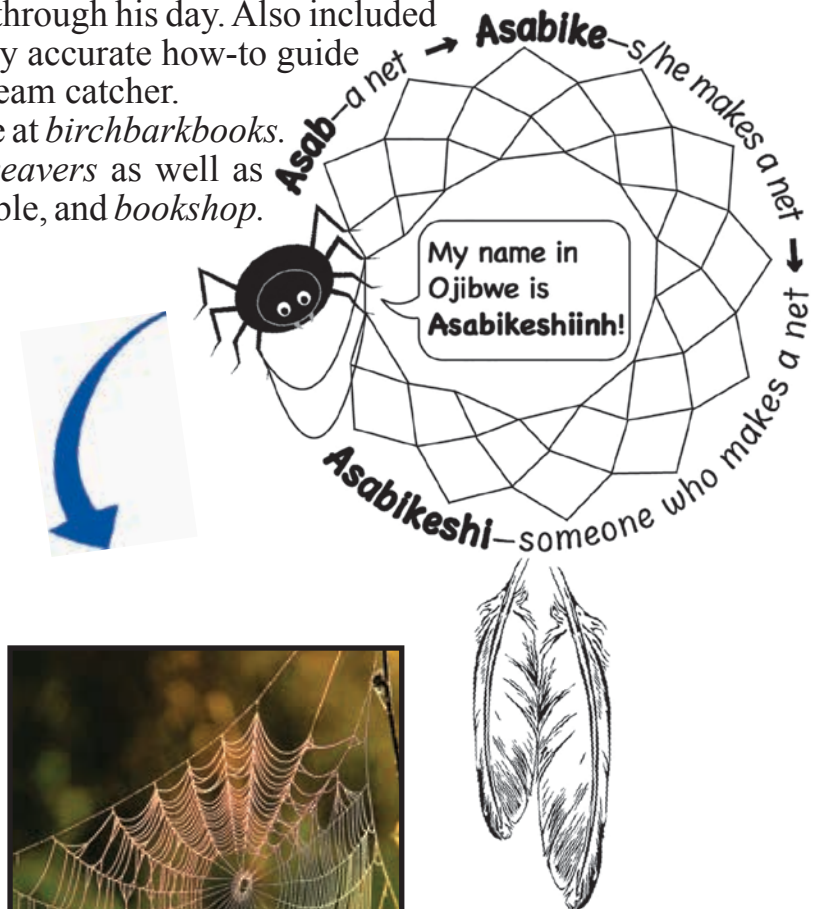 through his day. Also included
y accurate how-to guide
eam catcher.
e at birchbarkbooks.
eavers as well as
ble, and bookshop.
Asab–a net → Asabike–s/he makes a net → Asabikeshi–someone who makes a net
My name in
Ojibwe is
Asabikeshiinh!